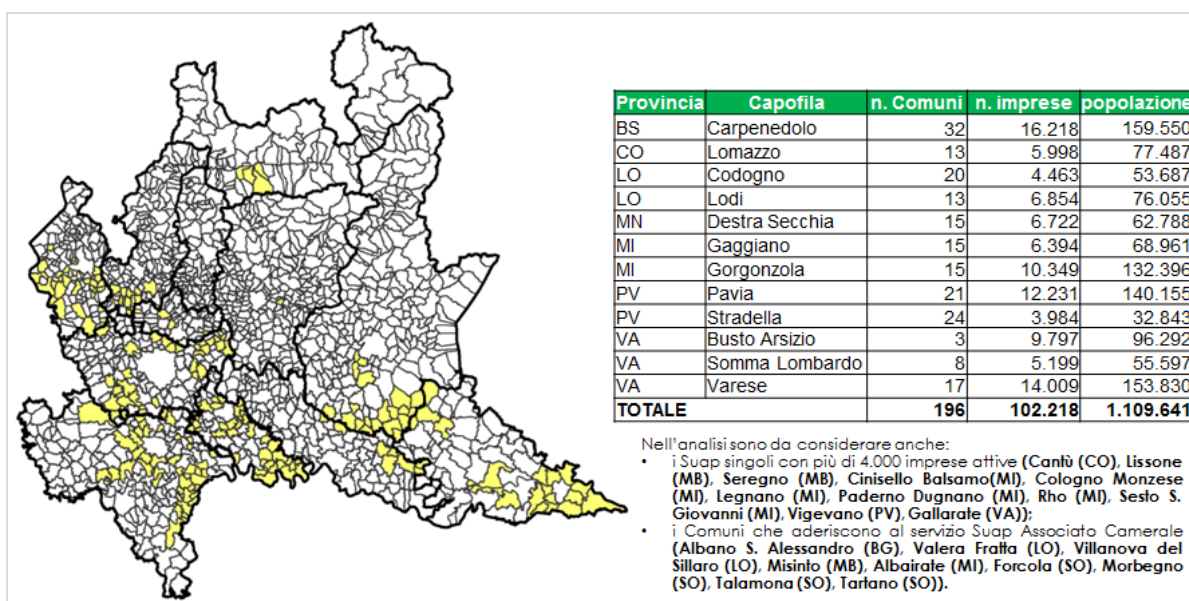 Provincia Capofila n. Comuni n. imprese popolazione
BS Carpenedolo 32 16.218 159.550
CO Lomazzo 13 5.998 77.487
LO Codogno 20 4.463 53.687
LO Lodi 13 6.854 76.055
MN Destra Secchia 15 6.722 62.788
MI Gaggiano 15 6.394 68.961
MI Gorgonzola 15 10.349 132.396
PV Pavia 21 12.231 140.155
PV Stradella 24 3.984 32.843
VA Busto Arsizio 3 9.797 96.292
VA Somma Lombardo 8 5.199 55.597
VA Varese 17 14.009 153.830
TOTALE 196 102.218 1.109.641
Nell'analisi sono da considerare anche:
• i Suap singoli con più di 4.000 imprese attive (Cantù (CO), Lissone
(MB), Seregno (MB), Cinisello Balsamo(MI), Cologno Monzese
(MI), Legnano (MI), Paderno Dugnano (MI), Rho (MI), Sesto S.
Giovanni (MI), Vigevano (PV), Gallarate (VA));
• i Comuni che aderiscono al servizio Suap Associato Camerale
(Albano S. Alessandro (BG), Valera Fratta (LO), Villanova del
Sillaro (LO), Misinto (MB), Albairate (MI), Forcola (SO), Morbegno
(SO), Talamona (SO), Tartano (SO)).